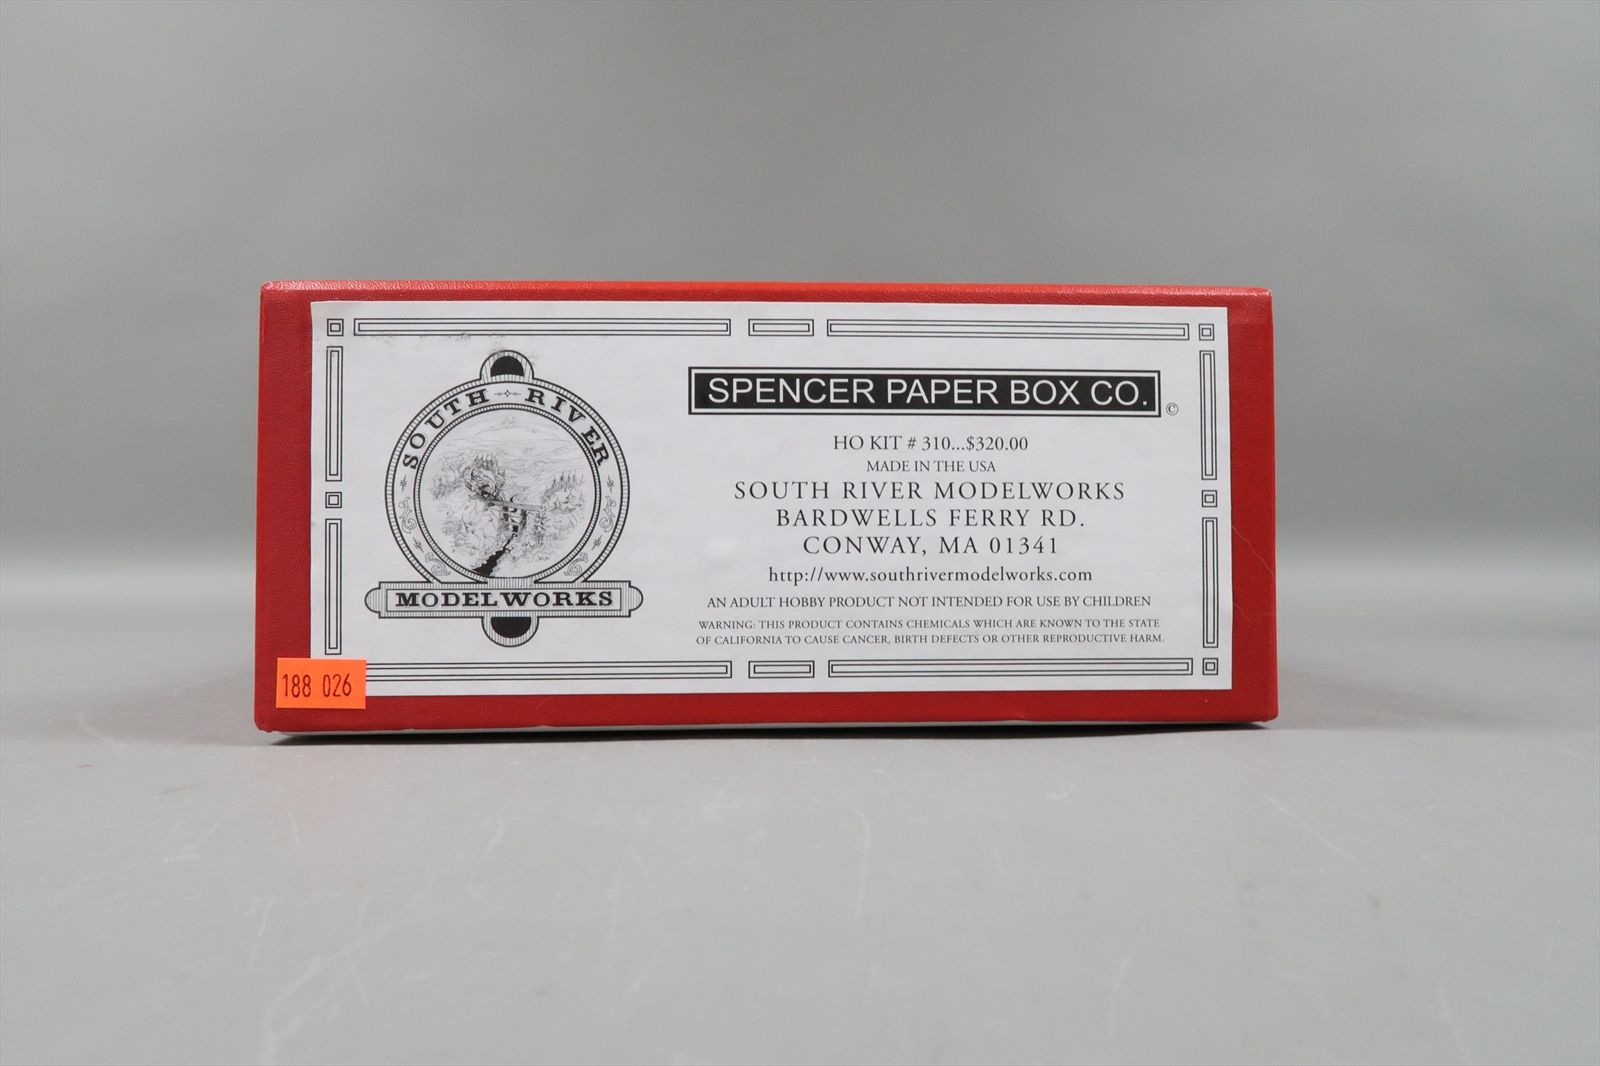 SOUTH RIVER
MODELWORKS
SPENCER PAPER BOX CO.
©
HO KIT # 310...$320.00
MADE IN THE USA
SOUTH RIVER MODELWORKS
BARDWELLS FERRY RD.
CONWAY, MA 01341
http://www.southrivermodelworks.com
AN ADULT HOBBY PRODUCT NOT INTENDED FOR USE BY CHILDREN
WARNING: THIS PRODUCT CONTAINS CHEMICALS WHICH ARE KNOWN TO THE STATE
OF CALIFORNIA TO CAUSE CANCER, BIRTH DEFECTS OR OTHER REPRODUCTIVE HARM.
188 026